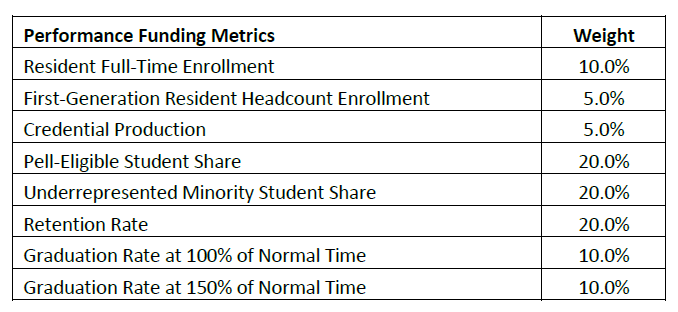 Performance Funding Metrics Weight
Resident Full-Time Enrollment 10.0%
First-Generation Resident Headcount Enrollment 5.0%
Credential Production 5.0%
Pell-Eligible Student Share 20.0%
Underrepresented Minority Student Share 20.0%
Retention Rate 20.0%
Graduation Rate at 100% of Normal Time 10.0%
Graduation Rate at 150% of Normal Time 10.0%